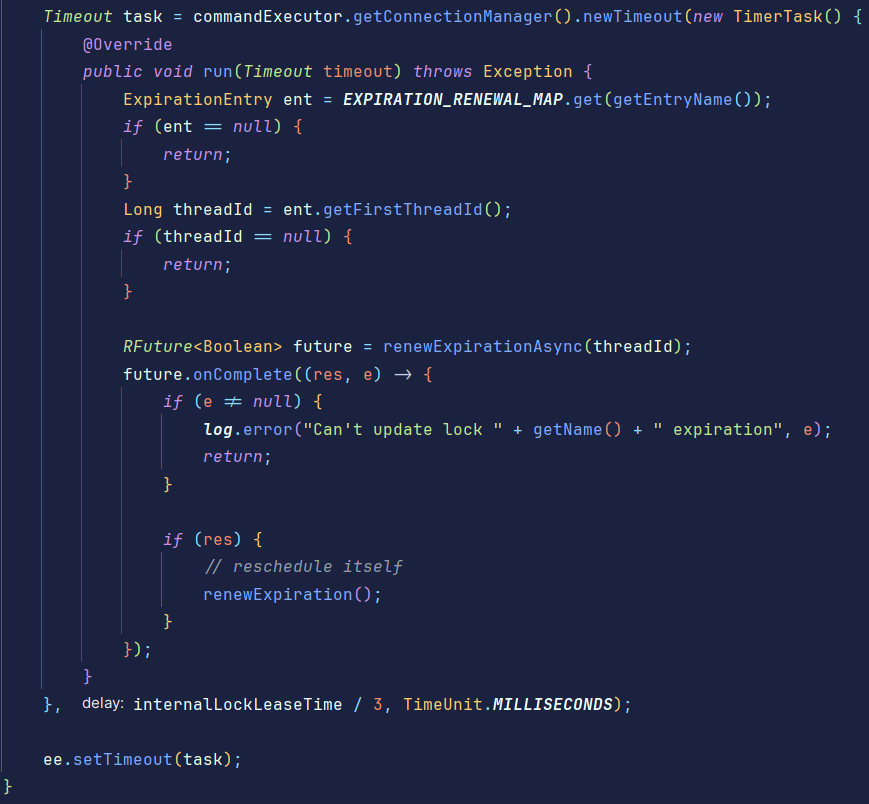 Timeout task = commandExecutor.getConnectionManager().newTimeout(new TimerTask() {
    @Override
    public void run(Timeout timeout) throws Exception {
        ExpirationEntry ent = EXPIRATION_RENEWAL_MAP.get(getEntryName());
        if (ent == null) {
            return;
        }
        Long threadId = ent.getFirstThreadId();
        if (threadId == null) {
            return;
        }

        RFuture<Boolean> future = renewExpirationAsync(threadId);
        future.onComplete((res, e) -> {
            if (e != null) {
                log.error("Can't update lock " + getName() + " expiration", e);
                return;
            }

            if (res) {
                // reschedule itself
                renewExpiration();
            }
        });
    }
}, delay: internalLockLeaseTime / 3, TimeUnit.MILLISECONDS);

ee.setTimeout(task);
}